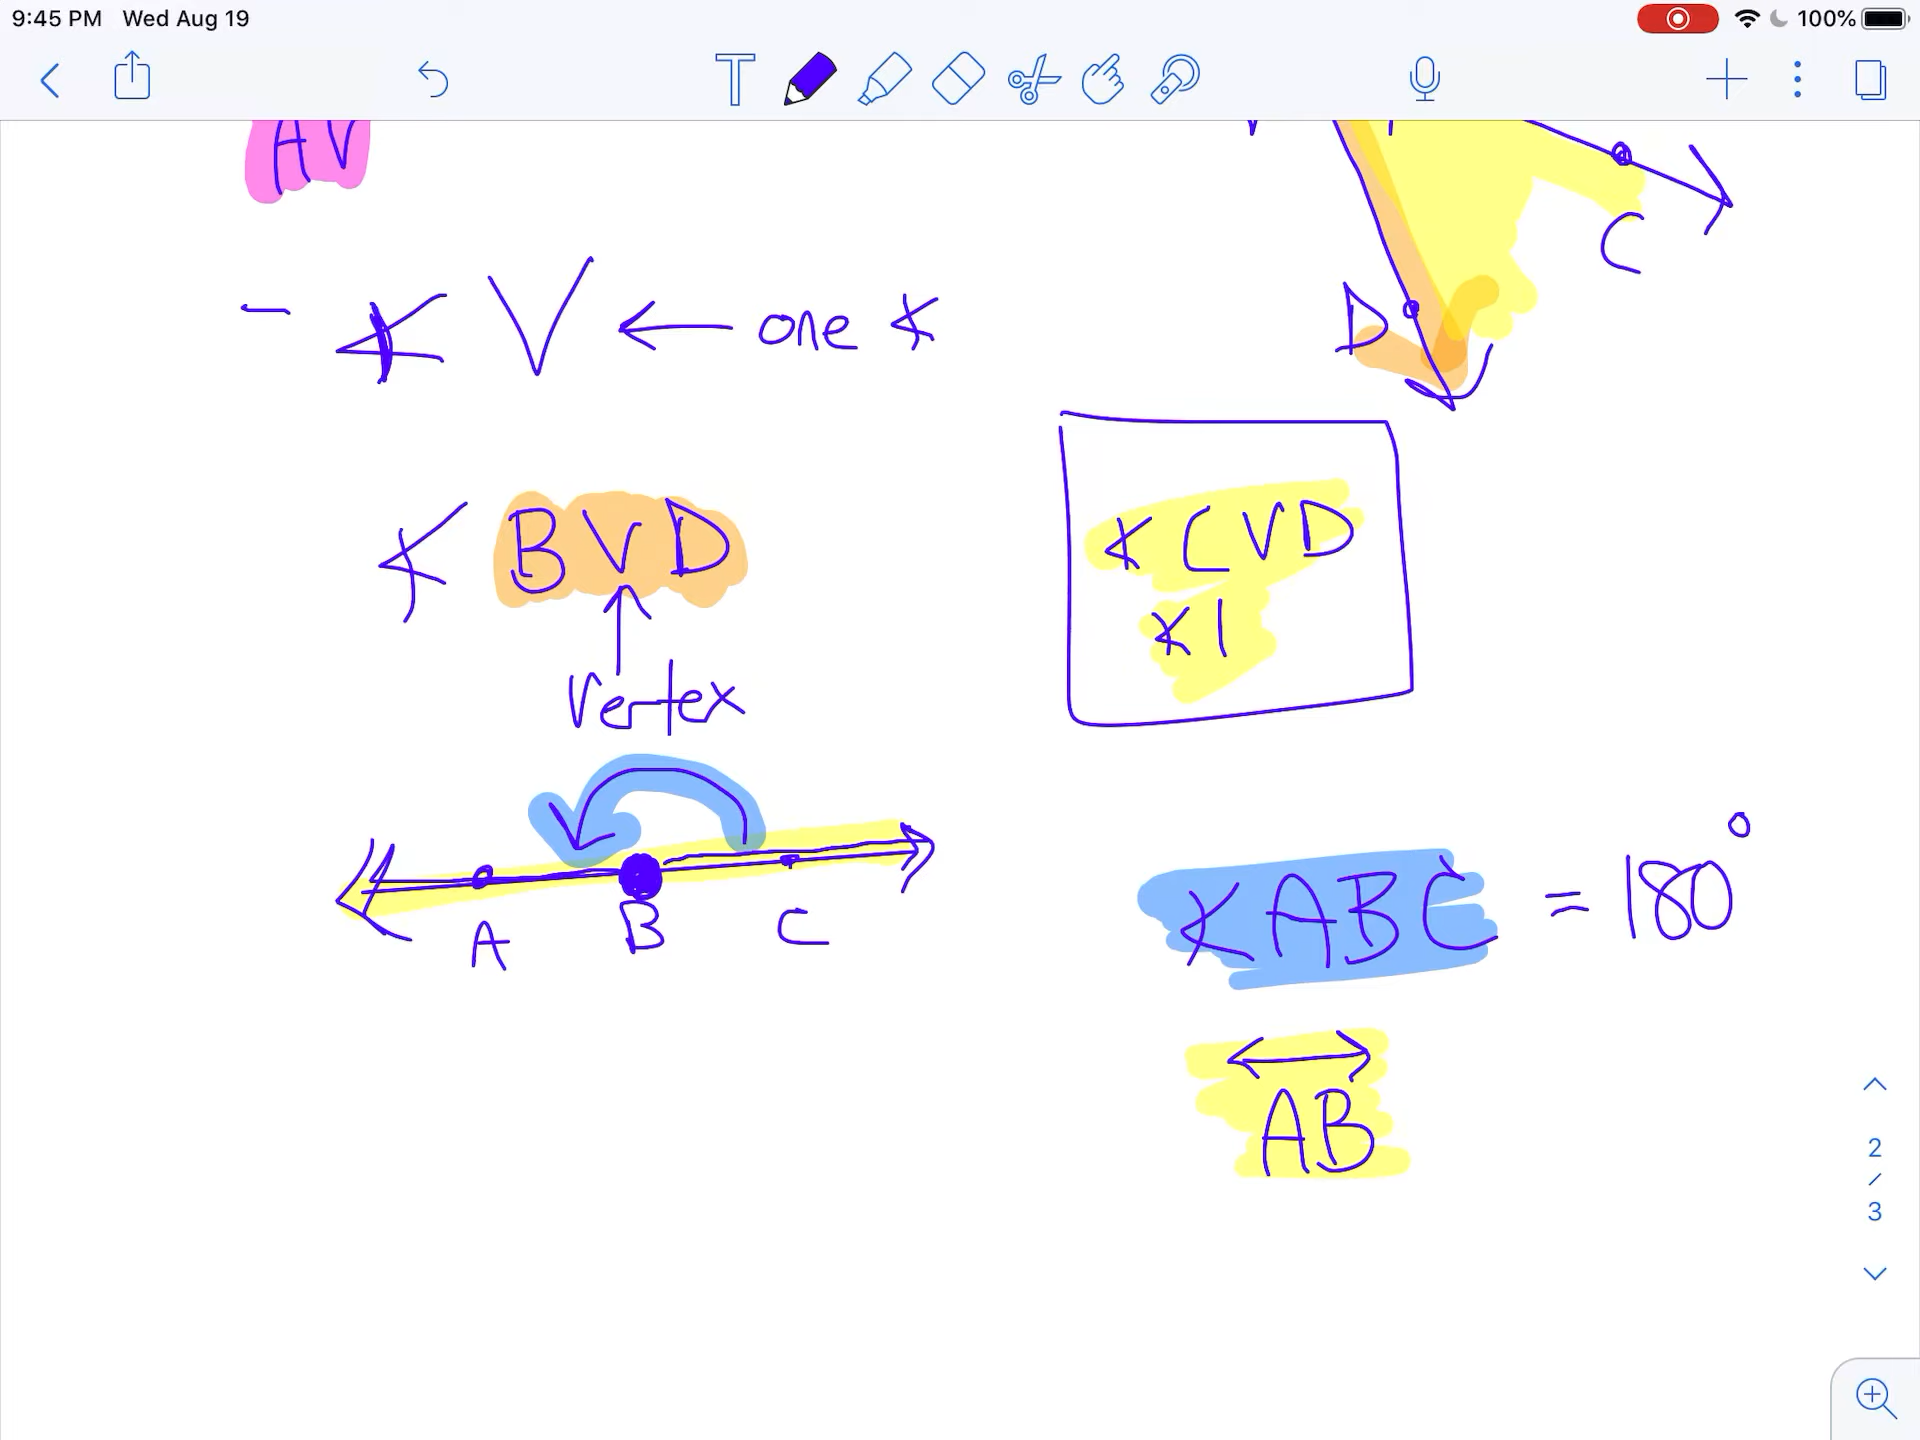 9:45 PM Wed Aug 19
100%
T
AV
C
- ∢ V ← one ∢
D
∢ BVD
∢ CVD
∢ 1
Vertex
A B C
∢ ABC = 180°
AB
2
/
3